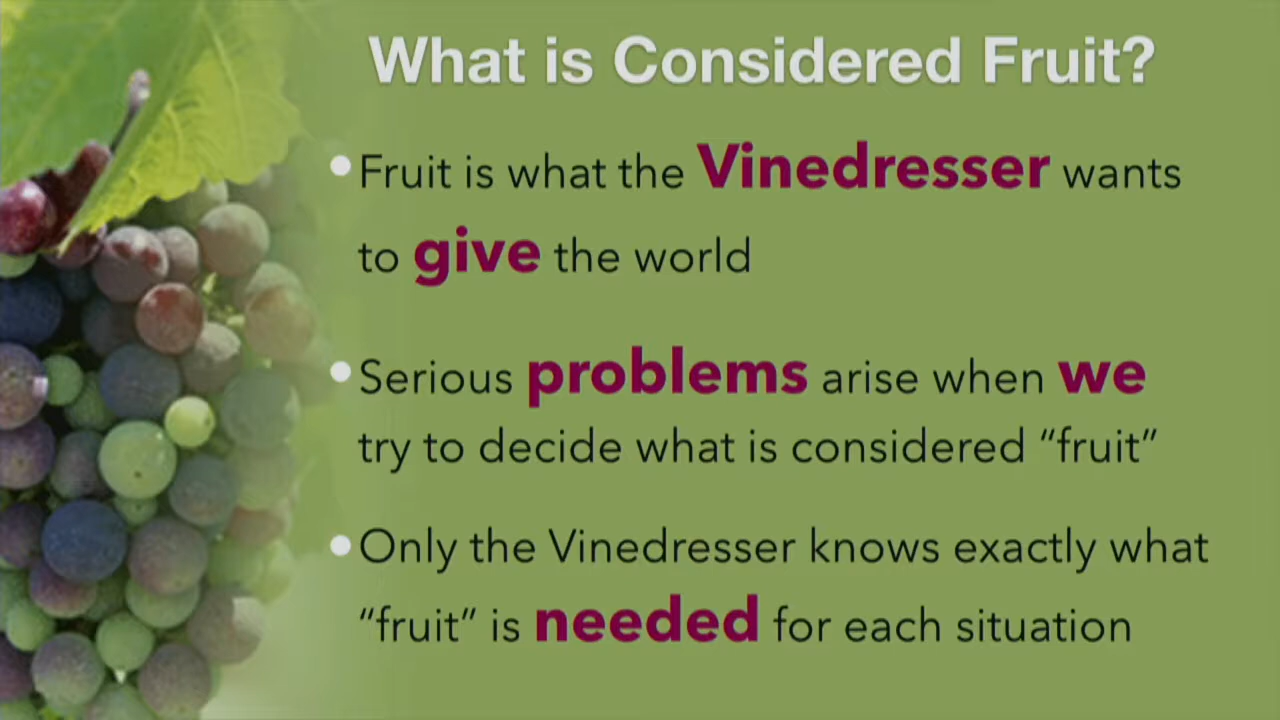 What is Considered Fruit?
• Fruit is what the Vinedresser wants
to give the world
• Serious problems arise when we
try to decide what is considered “fruit”
• Only the Vinedresser knows exactly what
“fruit” is needed for each situation